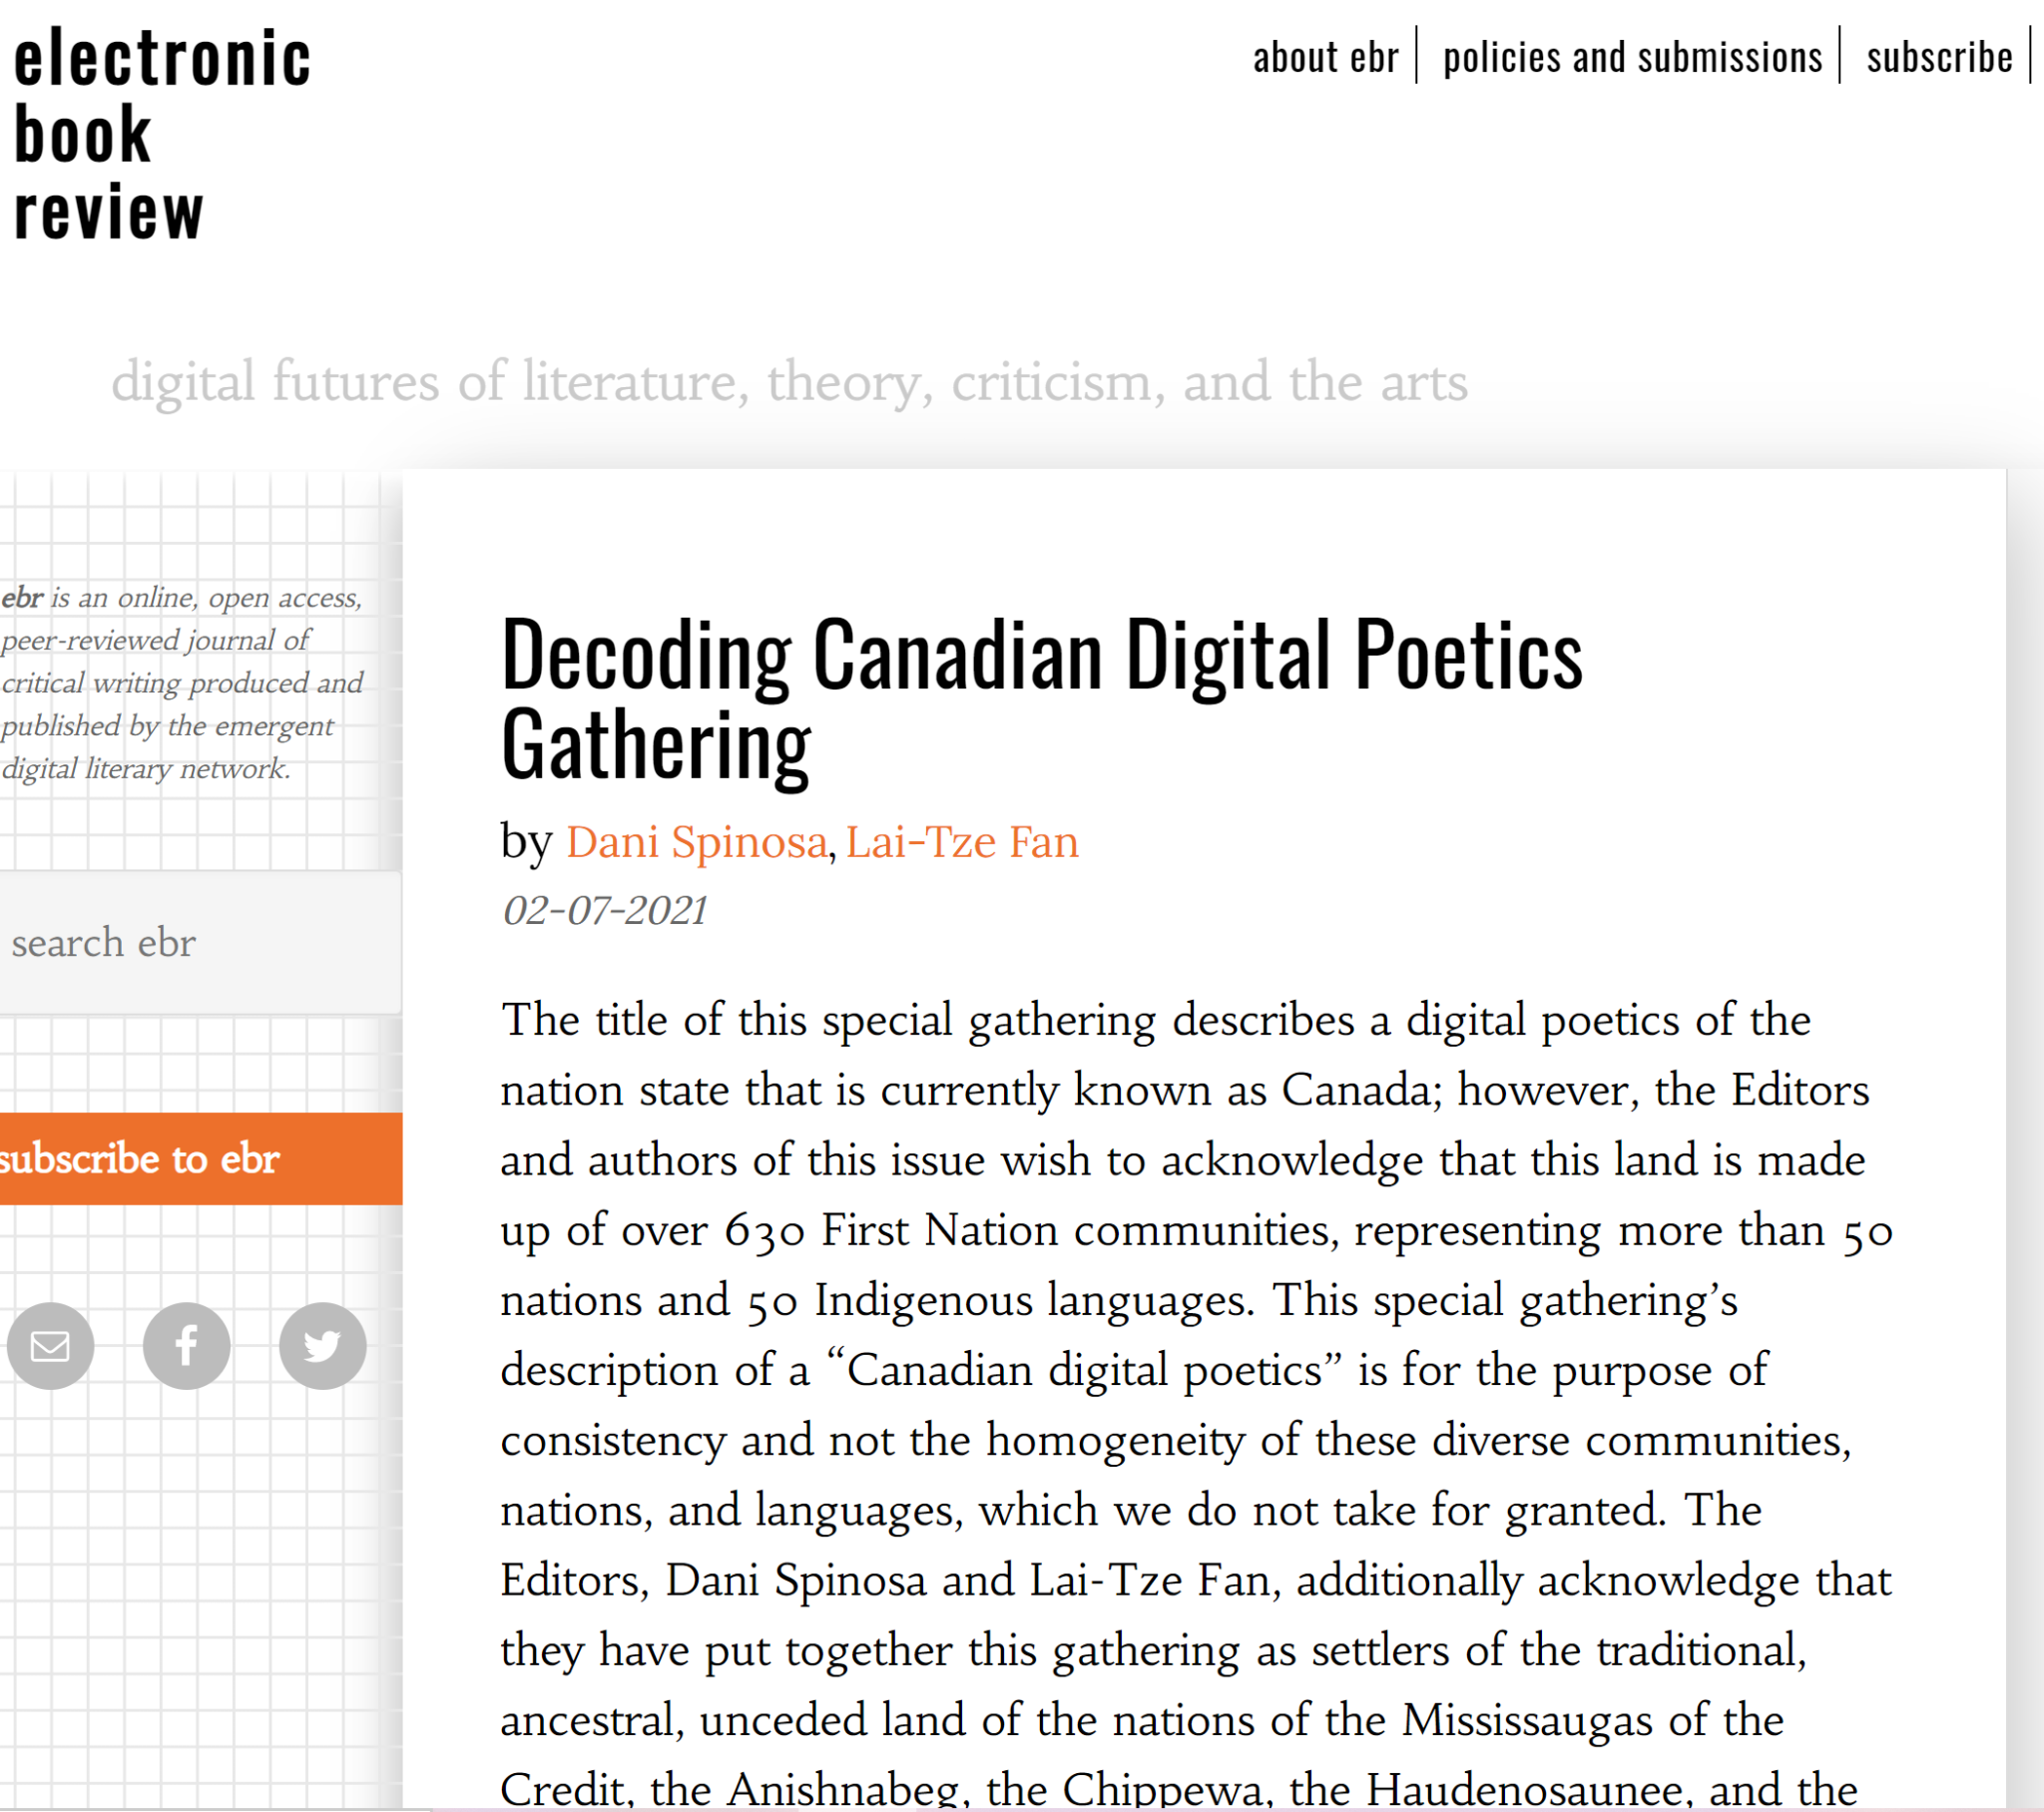 electronic
book
review
about ebr
policies and submissions
subscribe
digital futures of literature, theory, criticism, and the arts
ebr is an online, open access,
peer-reviewed journal of
critical writing produced and
published by the emergent
digital literary network.
search ebr
subscribe to ebr
Decoding Canadian Digital Poetics
Gathering
by Dani Spinosa, Lai-Tze Fan
02-07-2021
The title of this special gathering describes a digital poetics of the
nation state that is currently known as Canada; however, the Editors
and authors of this issue wish to acknowledge that this land is made
up of over 630 First Nation communities, representing more than 50
nations and 50 Indigenous languages. This special gathering’s
description of a “Canadian digital poetics” is for the purpose of
consistency and not the homogeneity of these diverse communities,
nations, and languages, which we do not take for granted. The
Editors, Dani Spinosa and Lai-Tze Fan, additionally acknowledge that
they have put together this gathering as settlers of the traditional,
ancestral, unceded land of the nations of the Mississaugas of the
Credit, the Anishnabeg, the Chippewa, the Haudenosaunee, and the